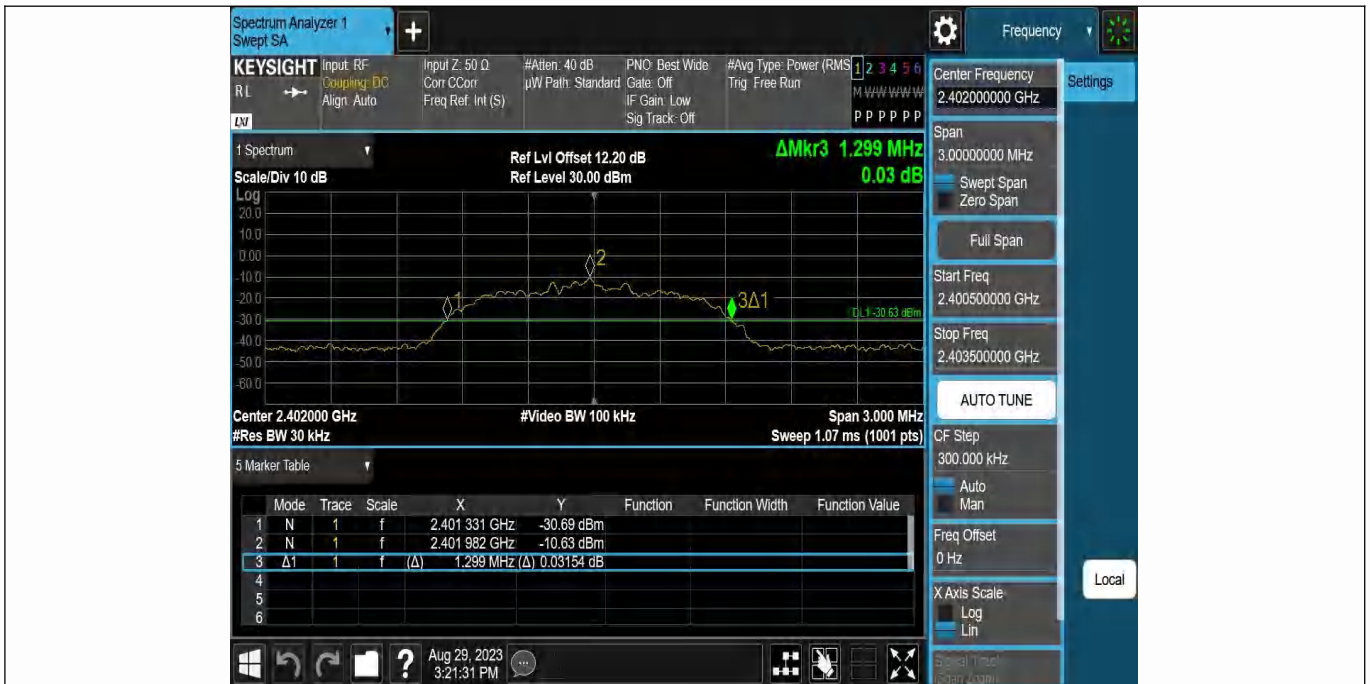 Spectrum Analyzer 1
Swept SA
+
Frequency
KEYSIGHT
RL
LXI
Input: RF
Coupling: DC
Align: Auto
Input Z: 50 Ω
Corr CCorr
Freq Ref: Int (S)
#Atten: 40 dB
µW Path: Standard
PNO: Best Wide
Gate: Off
IF Gain: Low
Sig Track: Off
#Avg Type: Power (RMS
Trig: Free Run
1 2 3 4 5 6
M W W W W W
P P P P P P
1 Spectrum
Scale/Div 10 dB
Ref Lvl Offset 12.20 dB
Ref Level 30.00 dBm
ΔMkr3 1.299 MHz
0.03 dB
Log
20.0
10.0
0.00
-10.0
-20.0
-30.0
-40.0
-50.0
-60.0
1
2
3Δ1
DL1 -30.63 dBm
Center 2.402000 GHz
#Video BW 100 kHz
Span 3.000 MHz
#Res BW 30 kHz
Sweep 1.07 ms (1001 pts)
5 Marker Table
Mode Trace Scale X Y Function Function Width Function Value
1 N 1 f 2.401 331 GHz -30.69 dBm
2 N 1 f 2.401 982 GHz -10.63 dBm
3 Δ1 1 f (Δ) 1.299 MHz (Δ) 0.03154 dB
4
5
6
?
Aug 29, 2023
3:21:31 PM
Center Frequency
2.402000000 GHz
Settings
Span
3.00000000 MHz
Swept Span
Zero Span
Full Span
Start Freq
2.400500000 GHz
Stop Freq
2.403500000 GHz
AUTO TUNE
CF Step
300.000 kHz
Auto
Man
Freq Offset
0 Hz
X Axis Scale
Log
Lin
Local
Signal Track
(Span Zoom)